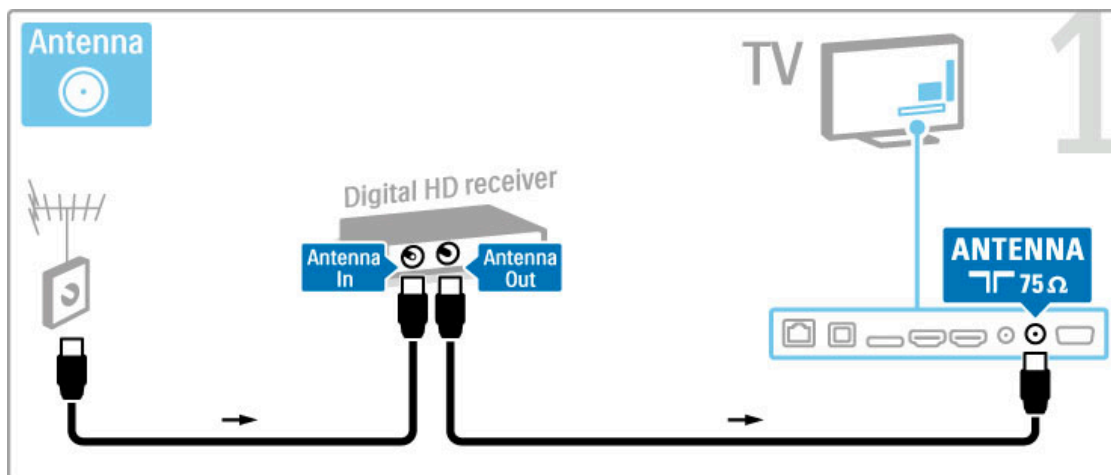 Antenna
TV
1
Digital HD receiver
Antenna
In
Antenna
Out
ANTENNA
75 Ω